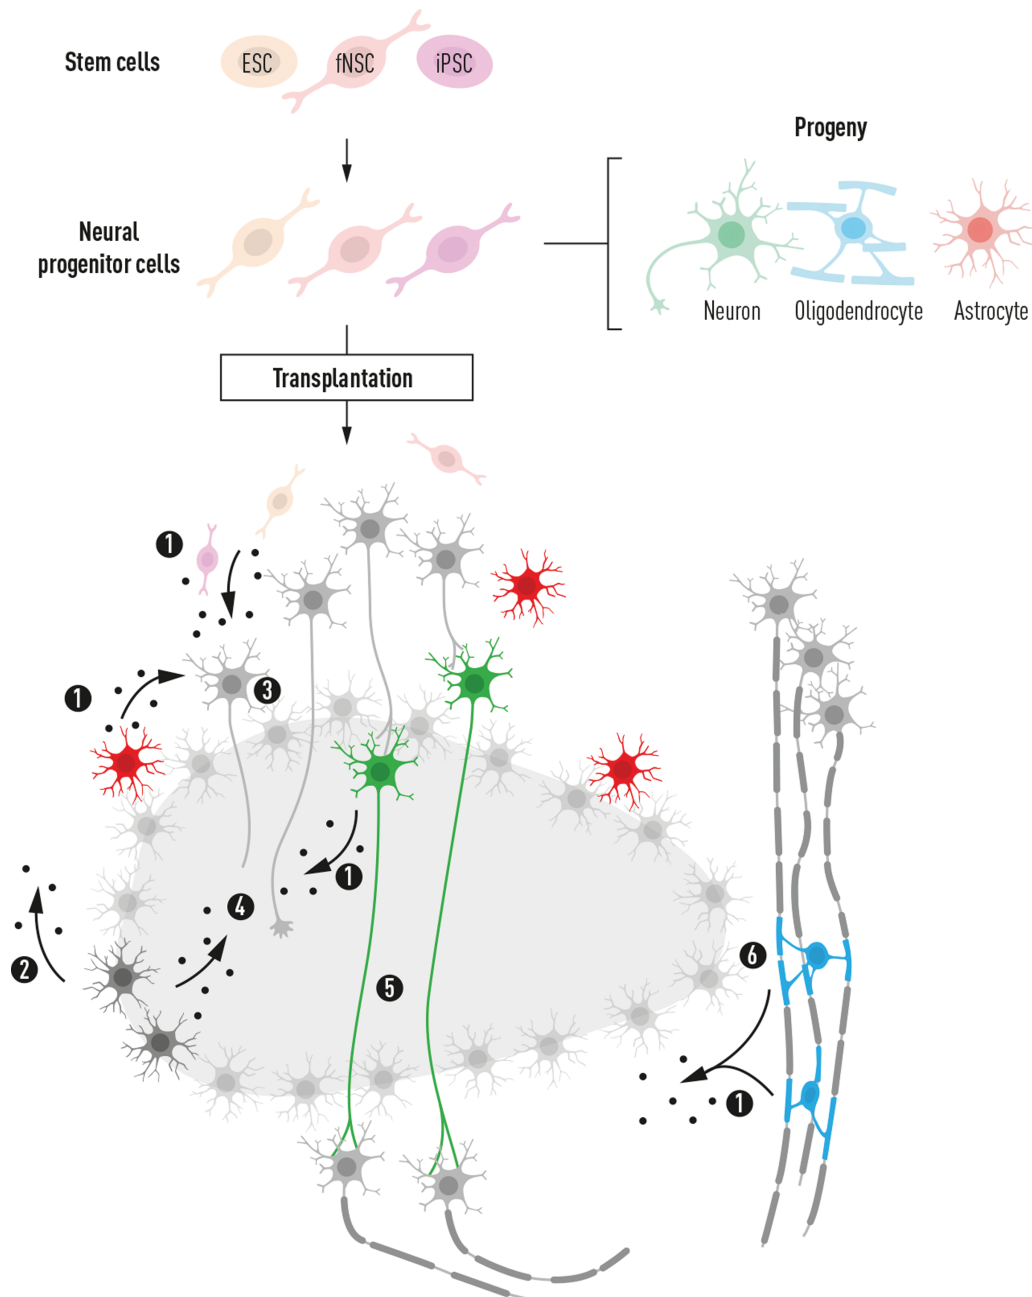 Stem cells
ESC
fNSC
iPSC
Progeny
Neural
progenitor cells
Neuron
Oligodendrocyte
Astrocyte
Transplantation
1
3
1
1
4
2
5
6
1